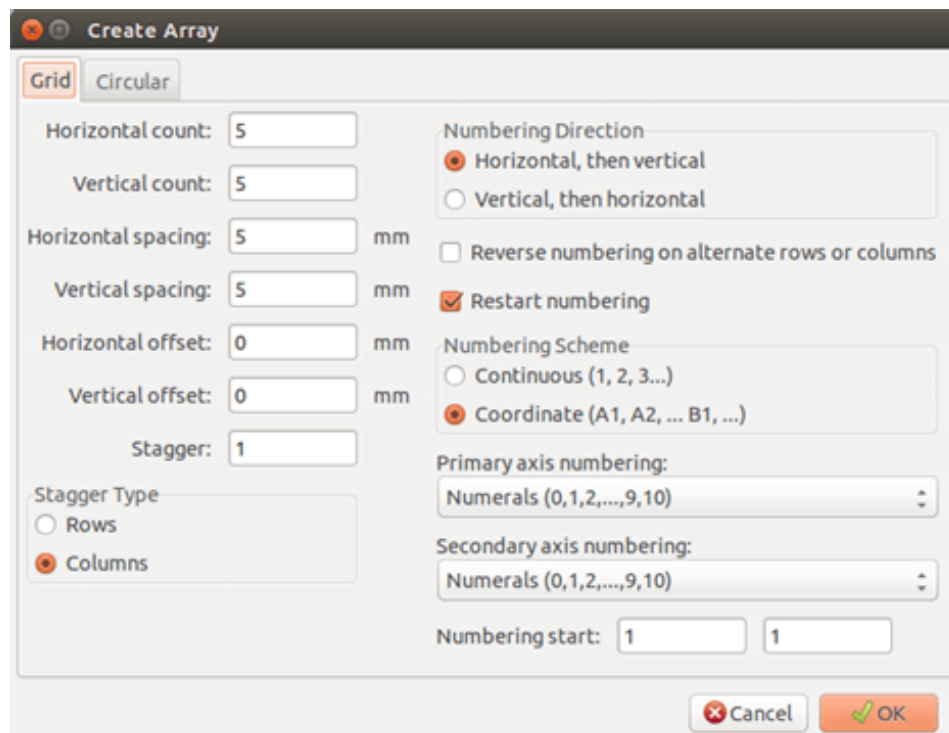 Create Array
Grid
Circular
Horizontal count: 5
Vertical count: 5
Horizontal spacing: 5 mm
Vertical spacing: 5 mm
Horizontal offset: 0 mm
Vertical offset: 0 mm
Stagger: 1
Stagger Type
Rows
Columns
Numbering Direction
Horizontal, then vertical
Vertical, then horizontal
Reverse numbering on alternate rows or columns
Restart numbering
Numbering Scheme
Continuous (1, 2, 3...)
Coordinate (A1, A2, ... B1, ...)
Primary axis numbering:
Numerals (0,1,2,...,9,10)
Secondary axis numbering:
Numerals (0,1,2,...,9,10)
Numbering start: 1 1
Cancel
OK